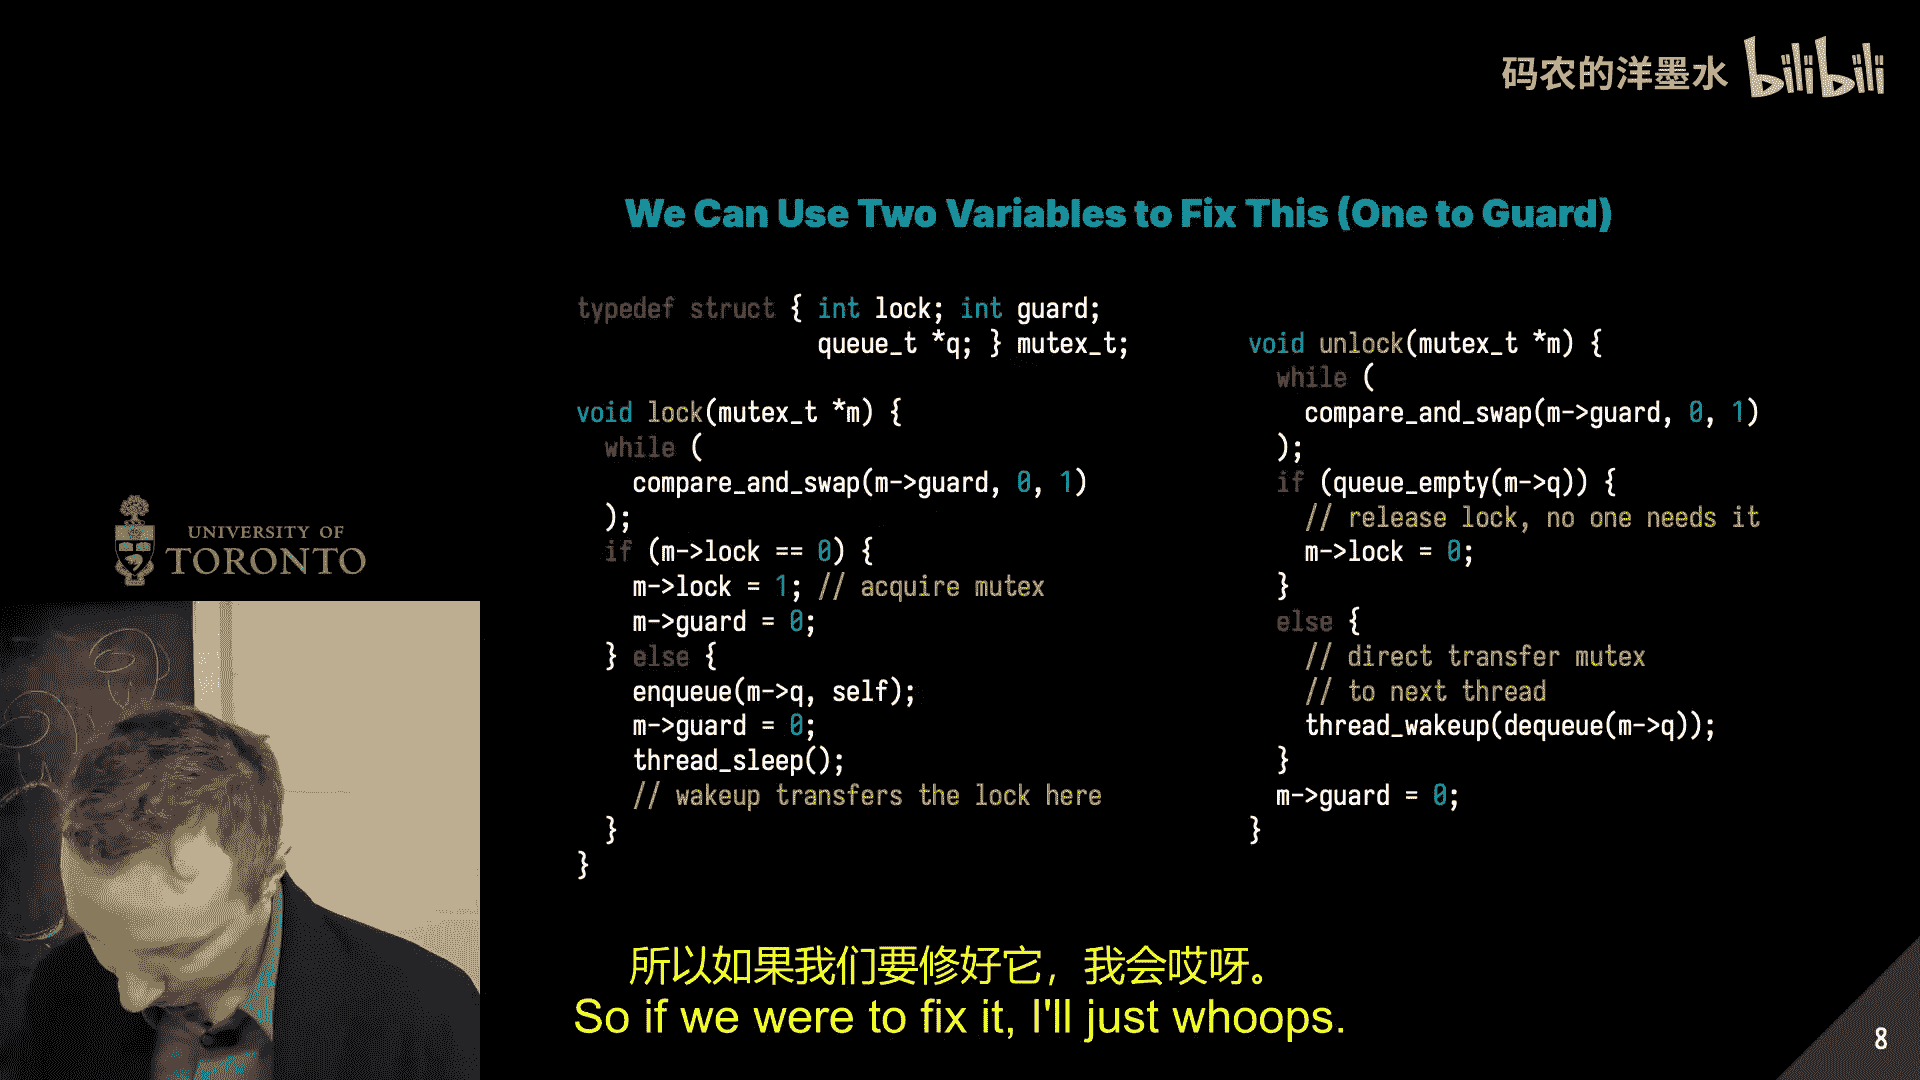 码农的洋墨水 bilibili
We Can Use Two Variables to Fix This (One to Guard)
typedef struct { int lock; int guard;
queue_t *q; } mutex_t;
void lock(mutex_t *m) {
while (
compare_and_swap(m->guard, 0, 1)
);
if (m->lock == 0) {
m->lock = 1; // acquire mutex
m->guard = 0;
} else {
enqueue(m->q, self);
m->guard = 0;
thread_sleep();
// wakeup transfers the lock here
}
}
void unlock(mutex_t *m) {
while (
compare_and_swap(m->guard, 0, 1)
);
if (queue_empty(m->q)) {
// release lock, no one needs it
m->lock = 0;
}
else {
// direct transfer mutex
// to next thread
thread_wakeup(dequeue(m->q));
}
m->guard = 0;
}
UNIVERSITY OF
TORONTO
所以如果我们要修好它，我会哎呀。
So if we were to fix it, I'll just whoops.
8